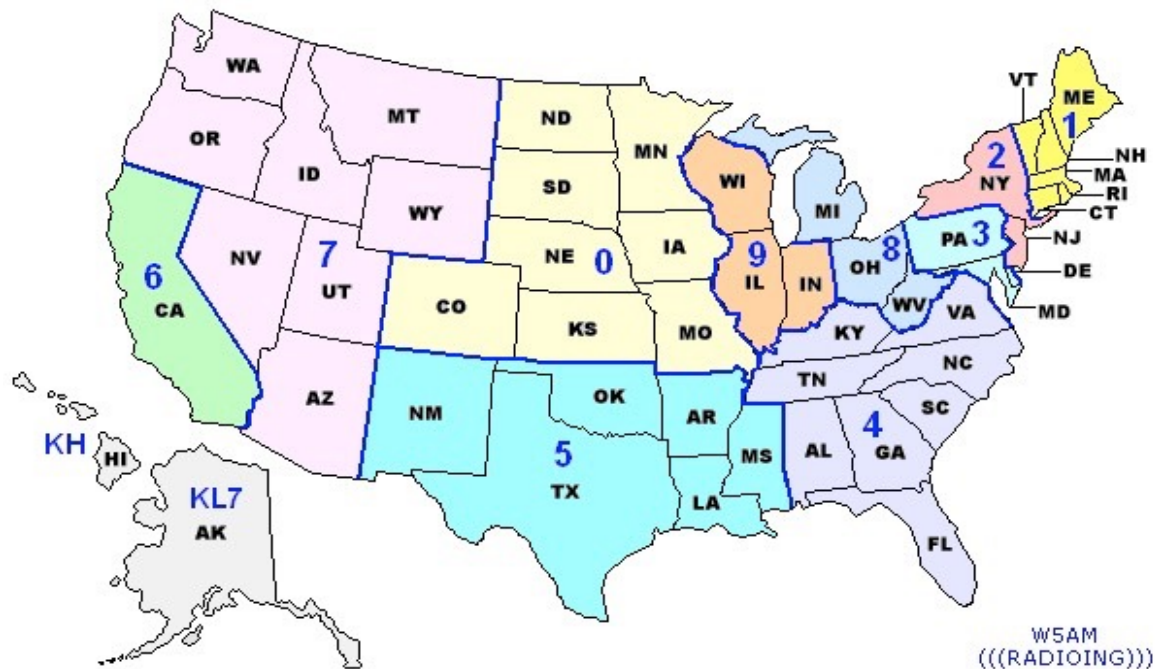 WA
MT
ND
MN
VT
ME
1
OR
ID
SD
WI
2
NY
NH
MA
RI
CT
WY
MI
PA 3
NJ
NV
7
UT
NE 0
IA
9
IL
IN
8
OH
DE
6
CA
CO
KS
MO
WV
VA
MD
KY
NC
TN
AZ
NM
OK
AR
SC
4
GA
AL
MS
5
TX
LA
FL
KH
HI
KL7
AK
W5AM
(((RADIOING)))